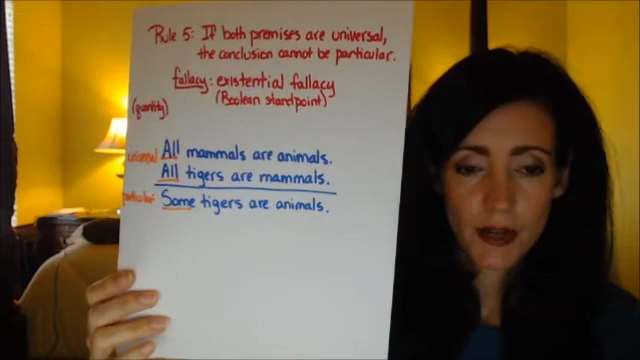 Rule 5: If both premises are universal,
the conclusion cannot be particular.
fallacy: existential fallacy
(Boolean standpoint)
(quantity)
universal All mammals are animals.
All tigers are mammals.
particular Some tigers are animals.